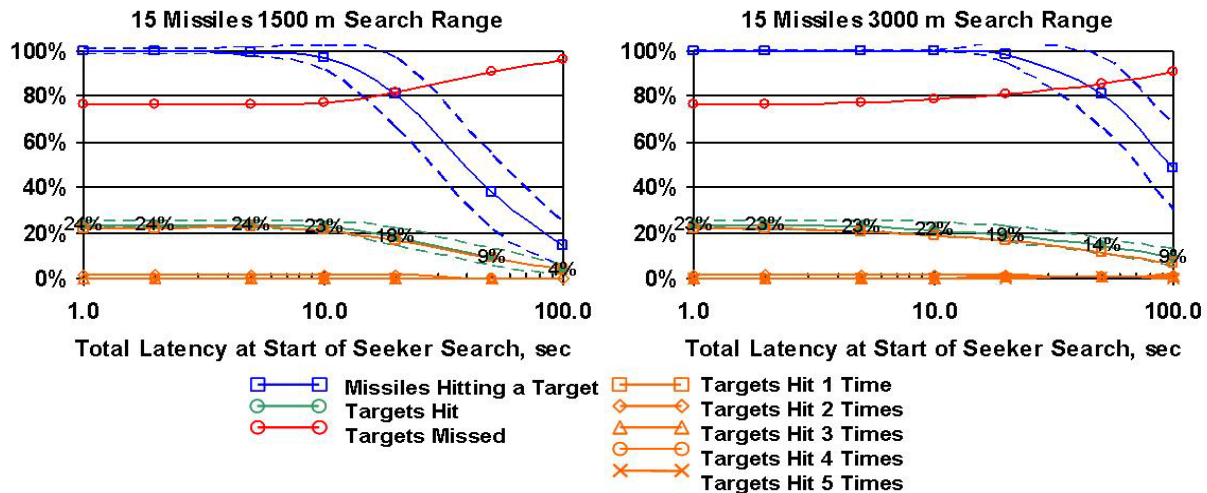 15 Missiles 1500 m Search Range
100%
80%
60%
40%
20%
0%
24% 24% 24% 23% 18% 9% 4%
1.0 10.0 100.0
Total Latency at Start of Seeker Search, sec
15 Missiles 3000 m Search Range
100%
80%
60%
40%
20%
0%
23% 23% 23% 22% 19% 14% 9%
1.0 10.0 100.0
Total Latency at Start of Seeker Search, sec
Missiles Hitting a Target
Targets Hit
Targets Missed
Targets Hit 1 Time
Targets Hit 2 Times
Targets Hit 3 Times
Targets Hit 4 Times
Targets Hit 5 Times